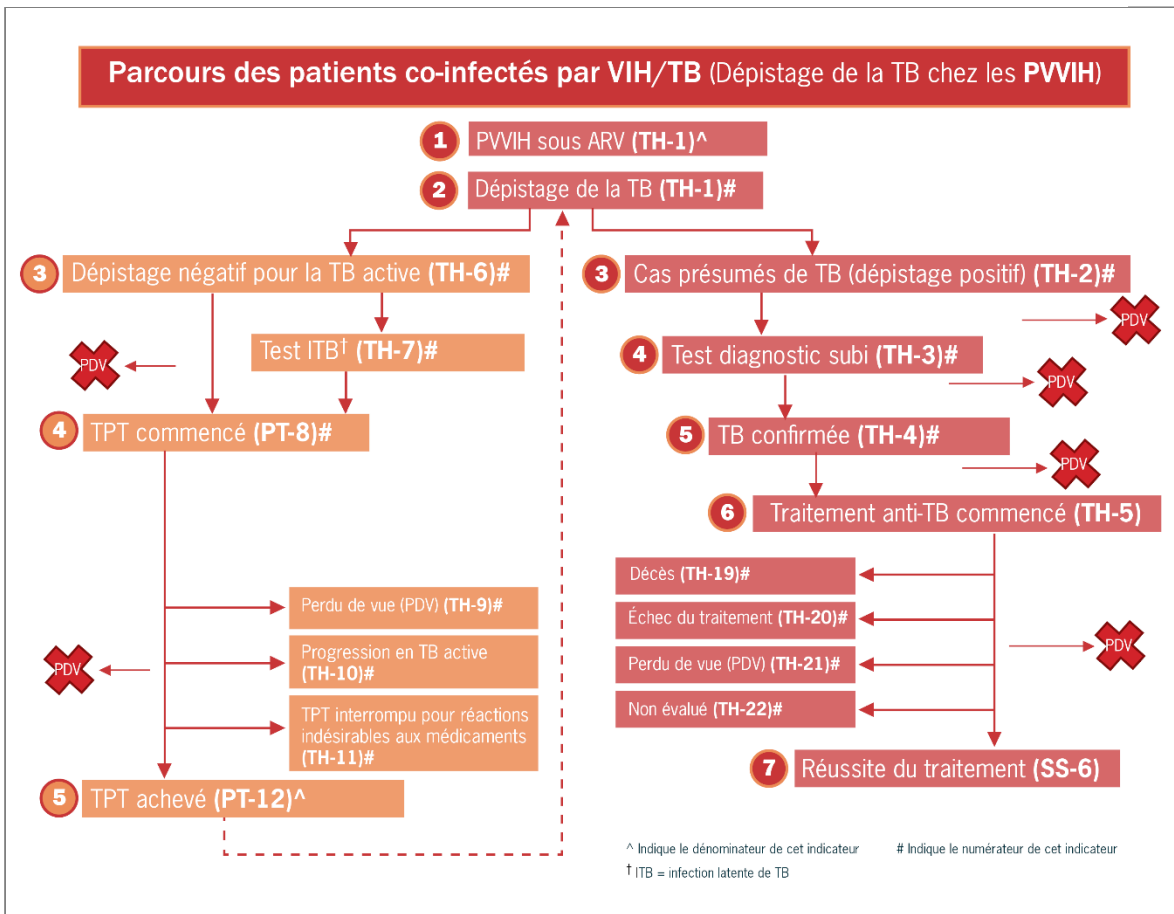 Parcours des patients co-infectés par VIH/TB (Dépistage de la TB chez les PVVIH)
1 PVVIH sous ARV (TH-1)^
2 Dépistage de la TB (TH-1)#
3 Dépistage négatif pour la TB active (TH-6)#
Test ITB† (TH-7)#
PDV
4 TPT commencé (PT-8)#
Perdu de vue (PDV) (TH-9)#
Progression en TB active
(TH-10)#
PDV
TPT interrompu pour réactions
indésirables aux médicaments
(TH-11)#
5 TPT achevé (PT-12)^
3 Cas présumés de TB (dépistage positif) (TH-2)#
PDV
4 Test diagnostic subi (TH-3)#
PDV
5 TB confirmée (TH-4)#
PDV
6 Traitement anti-TB commencé (TH-5)
Décès (TH-19)#
Échec du traitement (TH-20)#
PDV
Perdu de vue (PDV) (TH-21)#
Non évalué (TH-22)#
7 Réussite du traitement (SS-6)
^ Indique le dénominateur de cet indicateur # Indique le numérateur de cet indicateur
† ITB = infection latente de TB